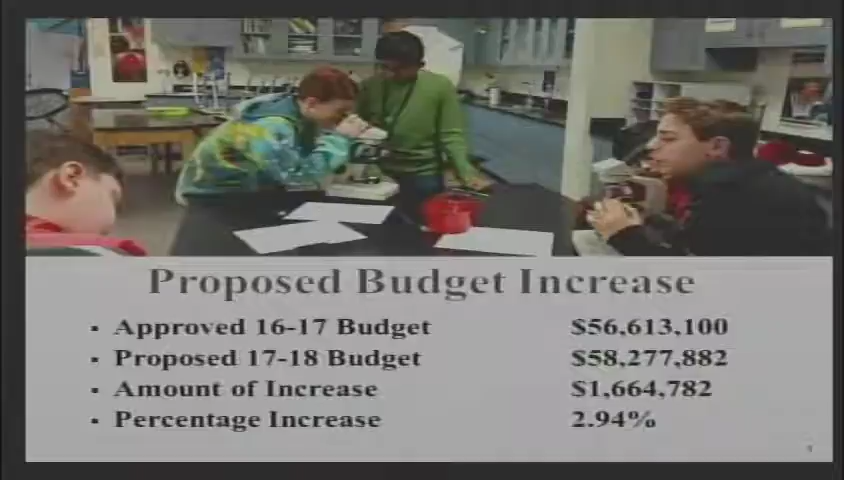 Proposed Budget Increase
▪ Approved 16-17 Budget $56,613,100
▪ Proposed 17-18 Budget $58,277,882
▪ Amount of Increase $1,664,782
▪ Percentage Increase 2.94%